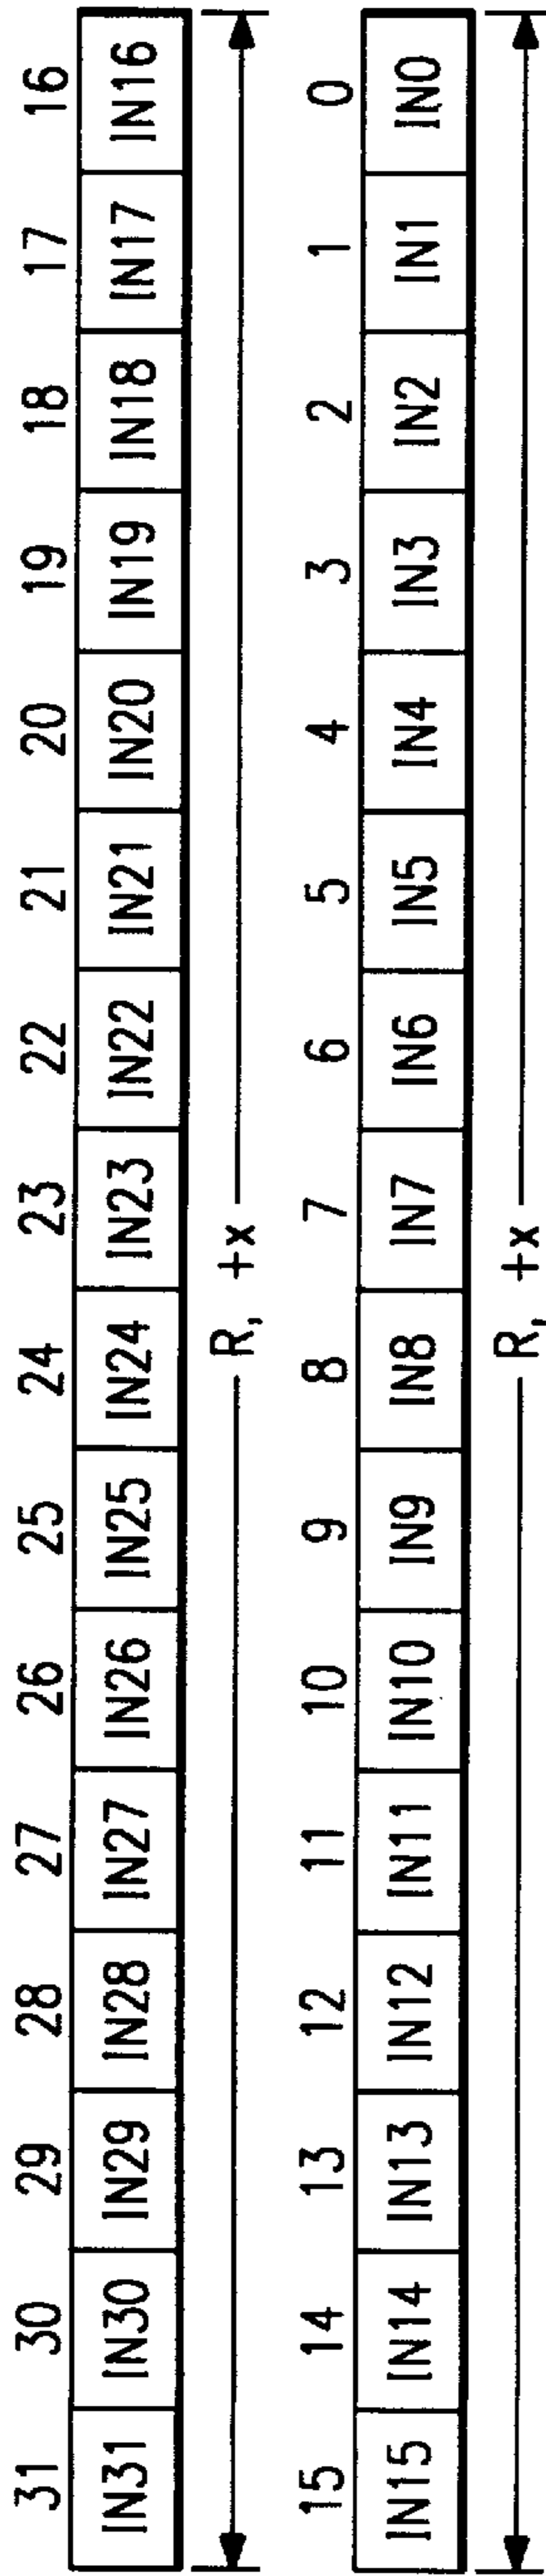 31 30 29 28 27 26 25 24 23 22 21 20 19 18 17 16
IN31 IN30 IN29 IN28 IN27 IN26 IN25 IN24 IN23 IN22 IN21 IN20 IN19 IN18 IN17 IN16
R, +x
15 14 13 12 11 10 9 8 7 6 5 4 3 2 1 0
IN15 IN14 IN13 IN12 IN11 IN10 IN9 IN8 IN7 IN6 IN5 IN4 IN3 IN2 IN1 IN0
R, +x